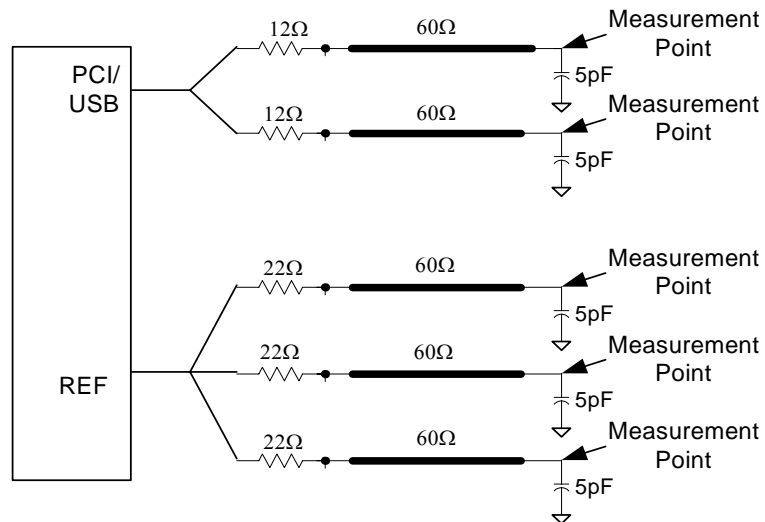 12Ω
60Ω
Measurement
Point
PCI/
USB
5pF
12Ω
60Ω
Measurement
Point
5pF
22Ω
60Ω
Measurement
Point
5pF
REF
22Ω
60Ω
Measurement
Point
5pF
22Ω
60Ω
Measurement
Point
5pF